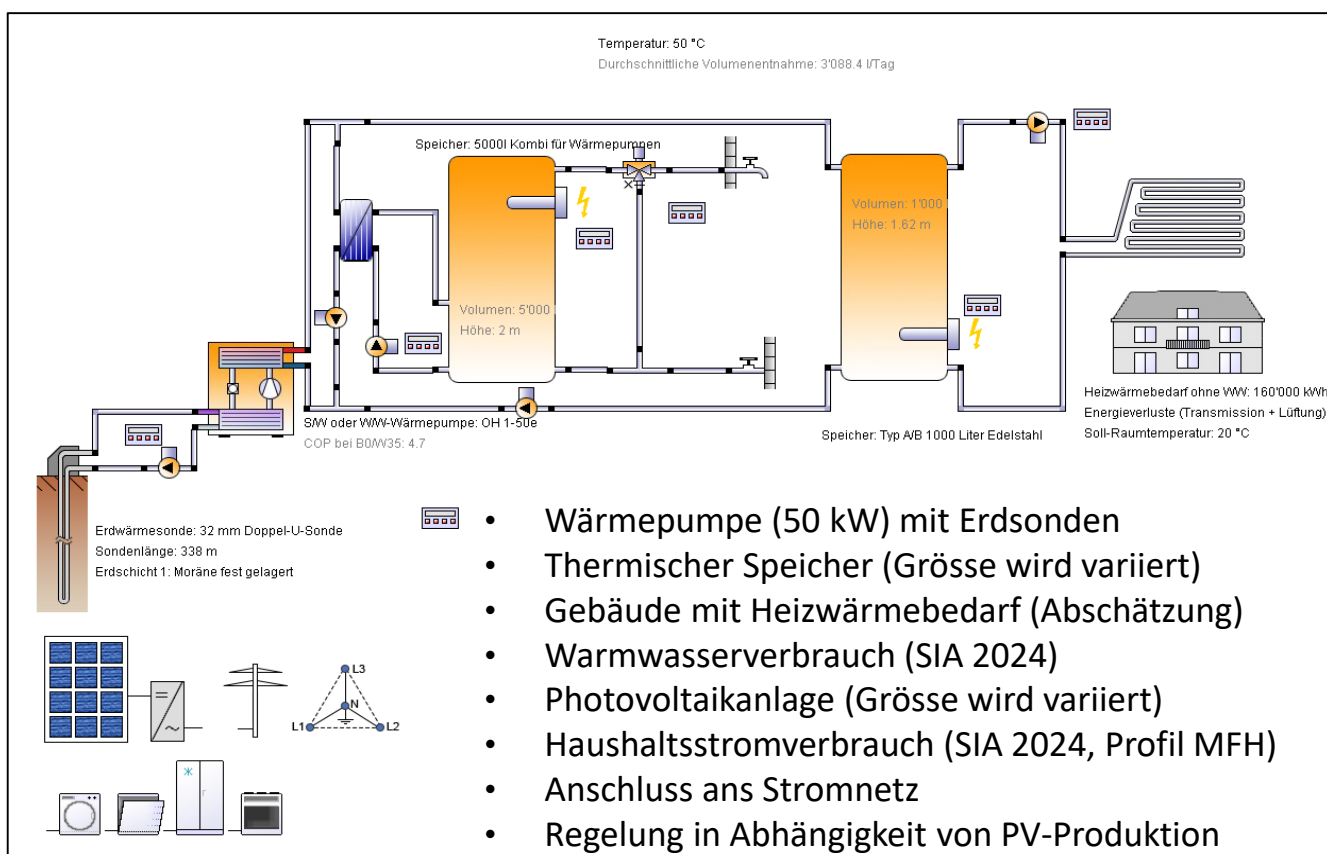 Temperatur: 50 °C
Durchschnittliche Volumenentnahme: 3'088.4 l/Tag
Speicher: 5000l Kombi für Wärmepumpen
Volumen: 1'000
Höhe: 1.62 m
Volumen: 5'000
Höhe: 2 m
Heizwärmebedarf ohne WW: 160'000 kWh
Energieverluste (Transmission + Lüftung)
Soll-Raumtemperatur: 20 °C
S/W oder W/W-Wärmepumpe: OH 1-50e
COP bei B0/W35: 4.7
Speicher: Typ A/B 1000 Liter Edelstahl
Erdwärmesonde: 32 mm Doppel-U-Sonde
Sondenlänge: 338 m
Erdschicht 1: Moräne fest gelagert
• Wärmepumpe (50 kW) mit Erdsonden
• Thermischer Speicher (Grösse wird variiert)
• Gebäude mit Heizwärmebedarf (Abschätzung)
• Warmwasserverbrauch (SIA 2024)
• Photovoltaikanlage (Grösse wird variiert)
• Haushaltsstromverbrauch (SIA 2024, Profil MFH)
• Anschluss ans Stromnetz
• Regelung in Abhängigkeit von PV-Produktion
L3
N
L1
L2